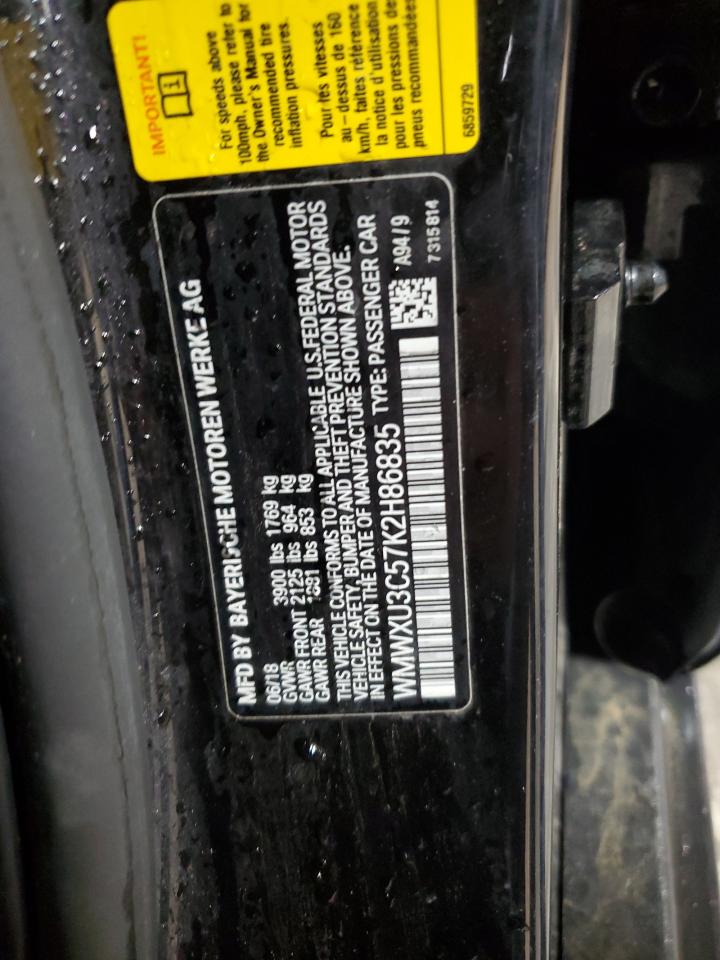 IMPORTANT!
For speeds above
100mph, please refer to
the Owner's Manual for
recommended tire
inflation pressures.
Pour des vitesses
au-dessus de 160
km/h, faites référence
la notice d'utilisation
pour les pressions de
pneus recommandées
6859729
MFD BY BAYERISCHE MOTOREN WERKE AG
06/18
GVWR 3900 lbs 1769 kg
GAWR FRONT 2125 lbs 964 kg
GAWR REAR 1881 lbs 853 kg
THIS VEHICLE CONFORMS TO ALL APPLICABLE U.S.FEDERAL MOTOR
VEHICLE SAFETY, BUMPER AND THEFT PREVENTION STANDARDS
IN EFFECT ON THE DATE OF MANUFACTURE SHOWN ABOVE.
WMWXU3C57K2H86835 TYPE: PASSENGER CAR
A94/9
7315814